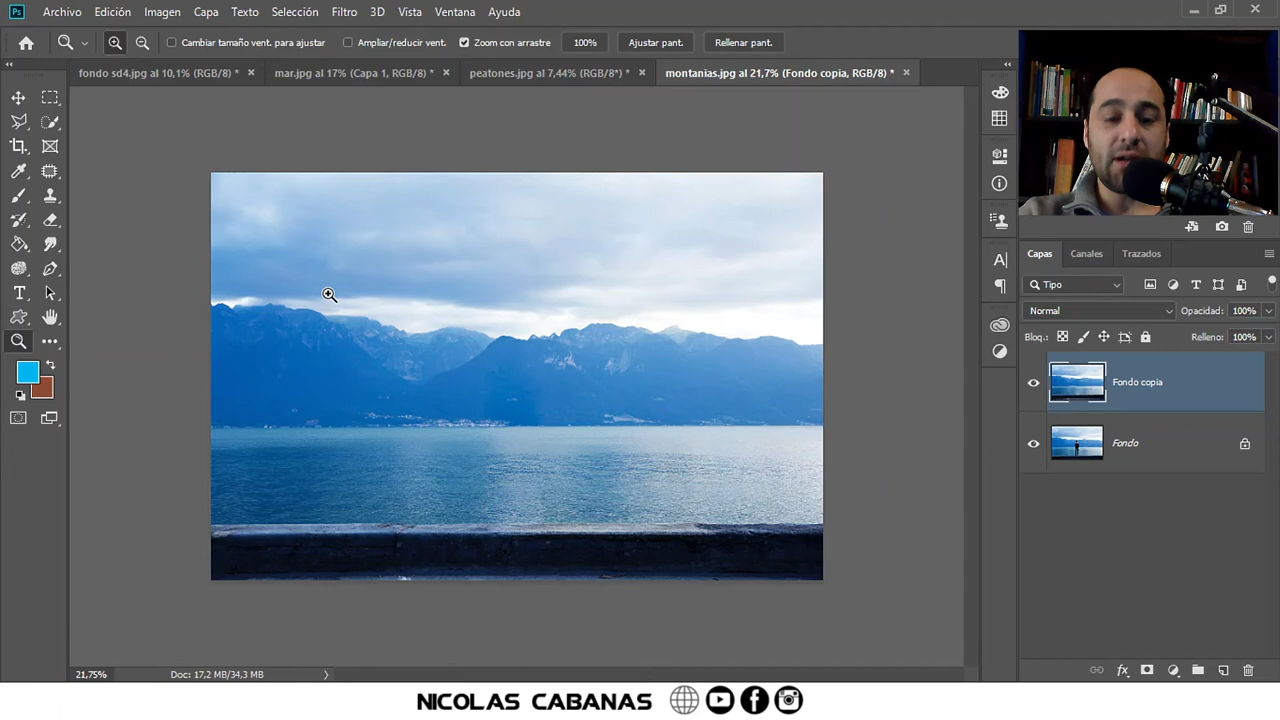 Ps Archivo Edición Imagen Capa Texto Selección Filtro 3D Vista Ventana Ayuda
Cambiar tamaño vent. para ajustar Ampliar/reducir vent. Zoom con arrastre 100% Ajustar pant. Rellenar pant.
fondo sd4.jpg al 10,1% (RGB/8) * mar.jpg al 17% (Capa 1, RGB/8) * peatones.jpg al 7,44% (RGB/8*) * montanias.jpg al 21,7% (Fondo copia, RGB/8) *
Capas Canales Trazados
Tipo
Normal Opacidad: 100%
Bloq.: Relleno: 100%
Fondo copia
Fondo
21,75% Doc: 17,2 MB/34,3 MB
NICOLAS CABANAS